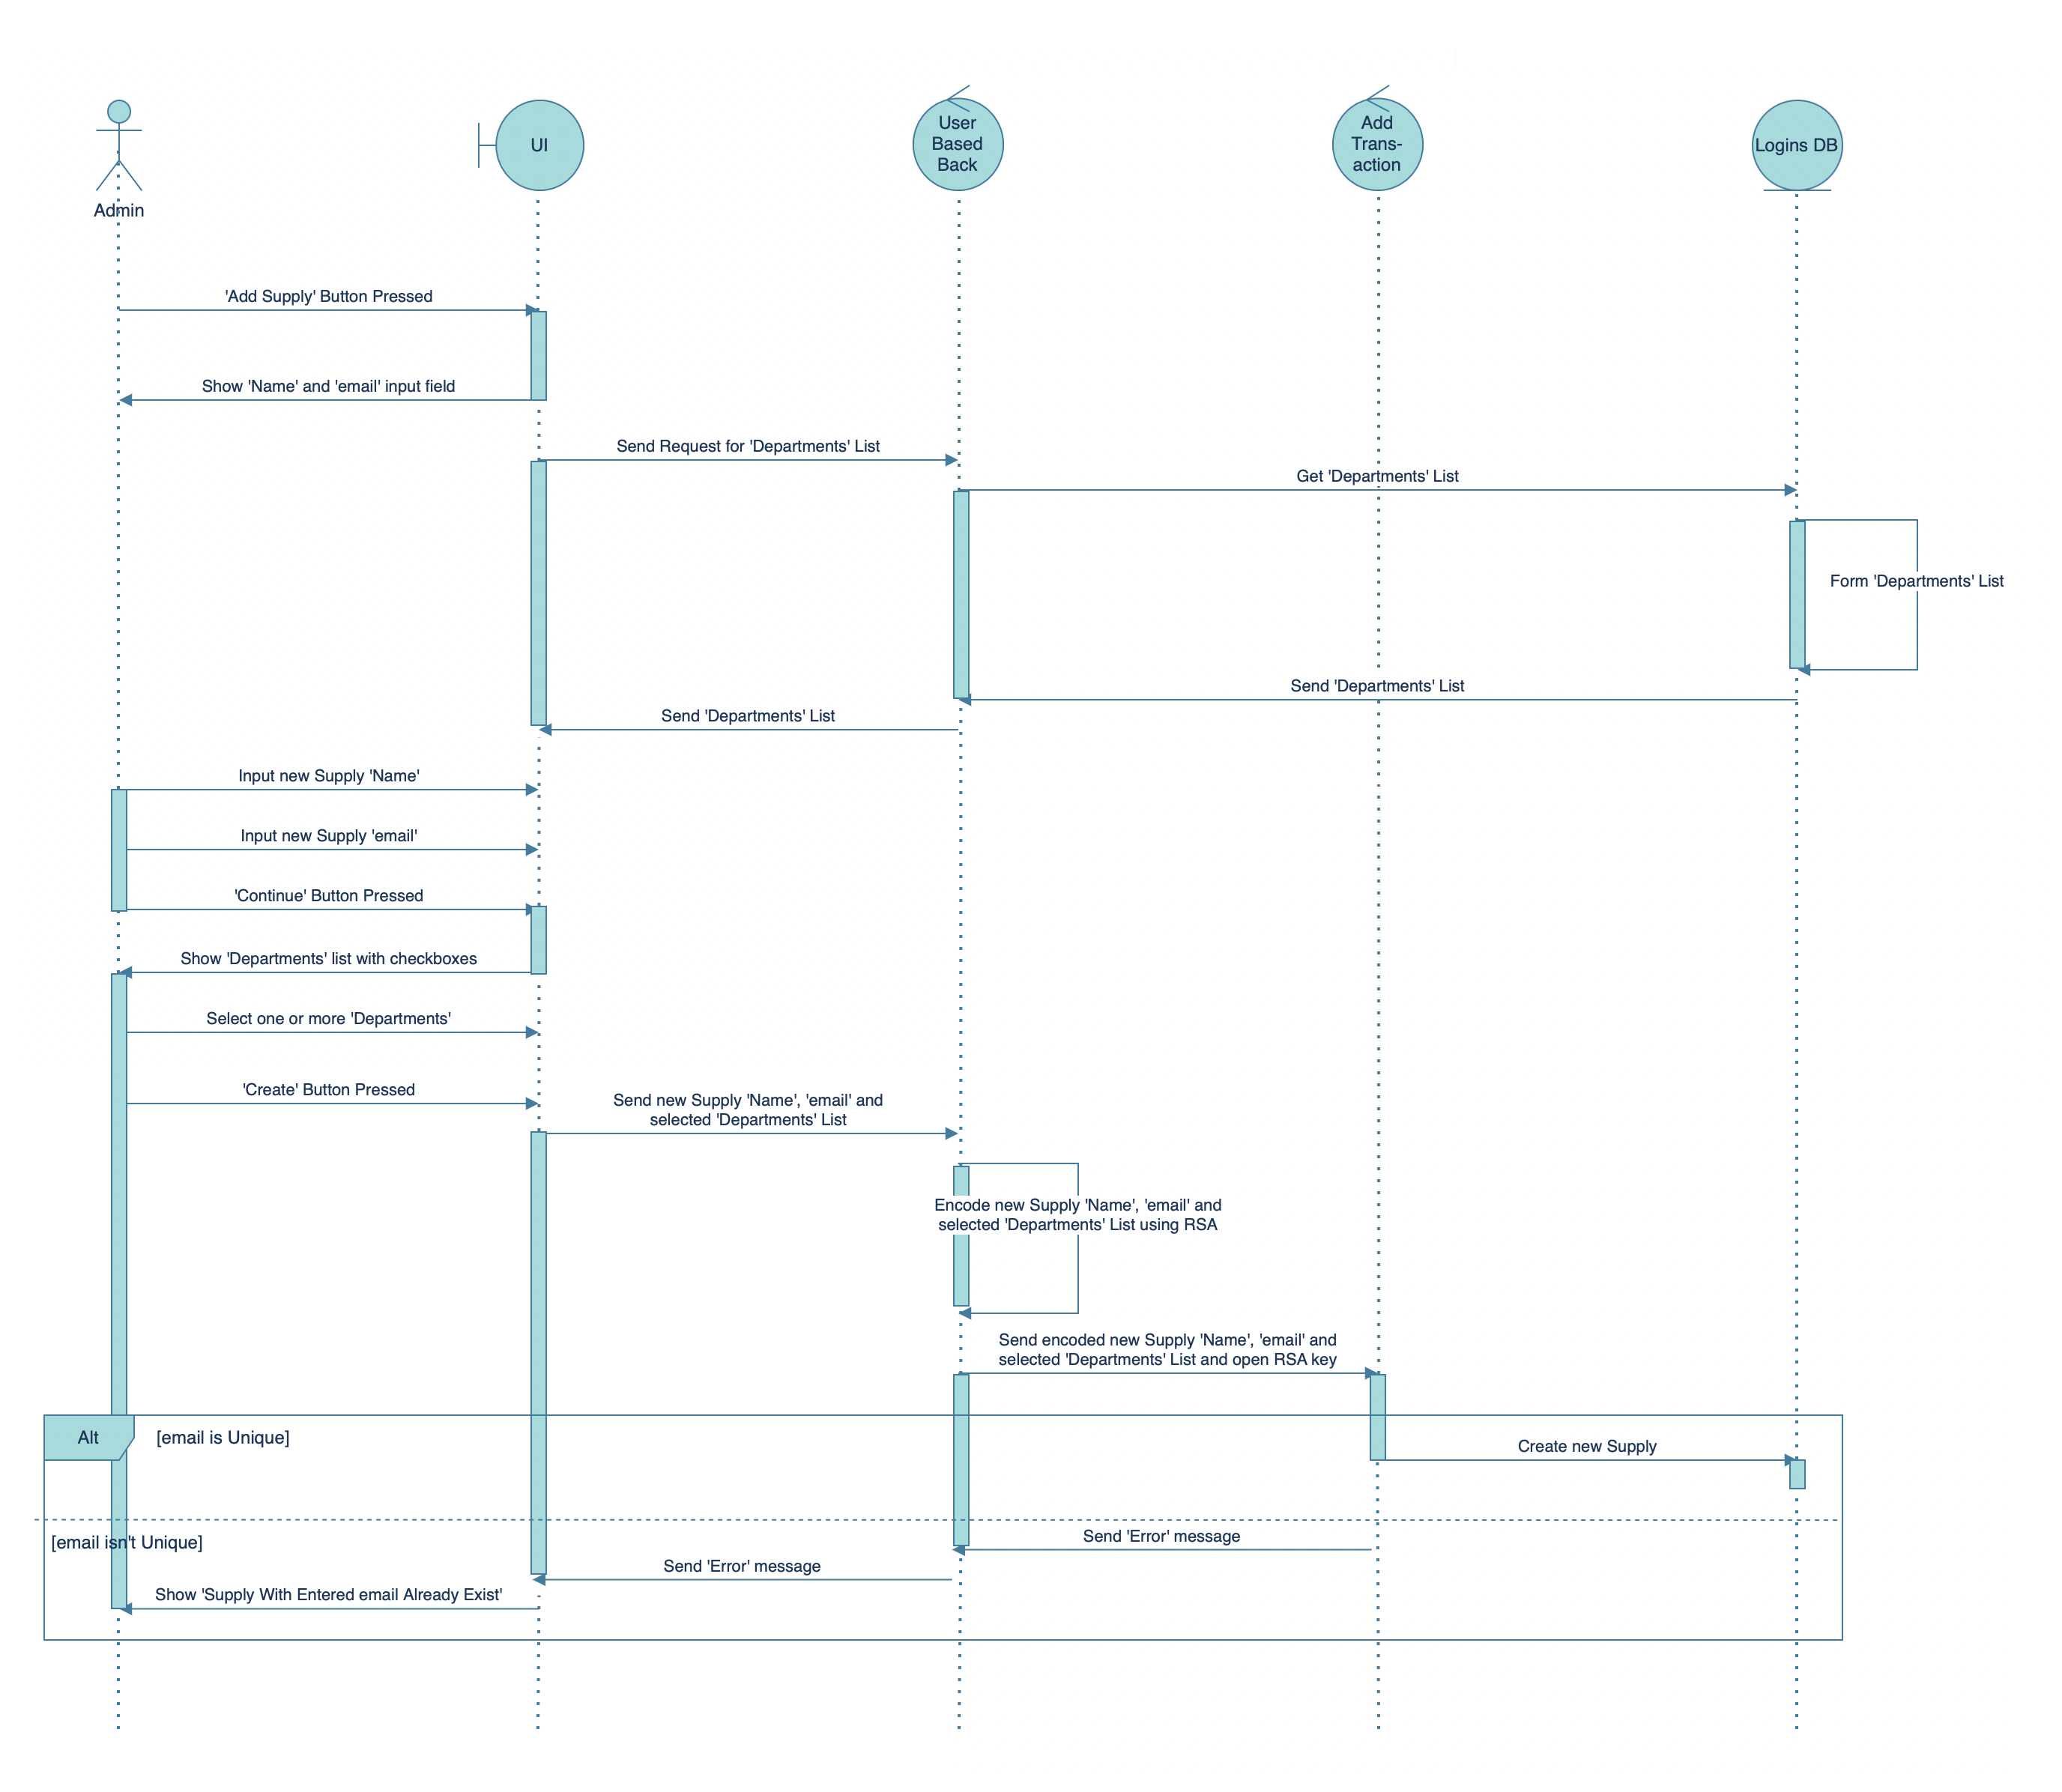 Admin
UI
User
Based
Back
Add
Trans-
action
Logins DB
'Add Supply' Button Pressed
Show 'Name' and 'email' input field
Send Request for 'Departments' List
Get 'Departments' List
Form 'Departments' List
Send 'Departments' List
Send 'Departments' List
Input new Supply 'Name'
Input new Supply 'email'
'Continue' Button Pressed
Show 'Departments' list with checkboxes
Select one or more 'Departments'
'Create' Button Pressed
Send new Supply 'Name', 'email' and
selected 'Departments' List
Encode new Supply 'Name', 'email' and
selected 'Departments' List using RSA
Send encoded new Supply 'Name', 'email' and
selected 'Departments' List and open RSA key
Alt
[email is Unique]
Create new Supply
[email isn't Unique]
Send 'Error' message
Send 'Error' message
Show 'Supply With Entered email Already Exist'